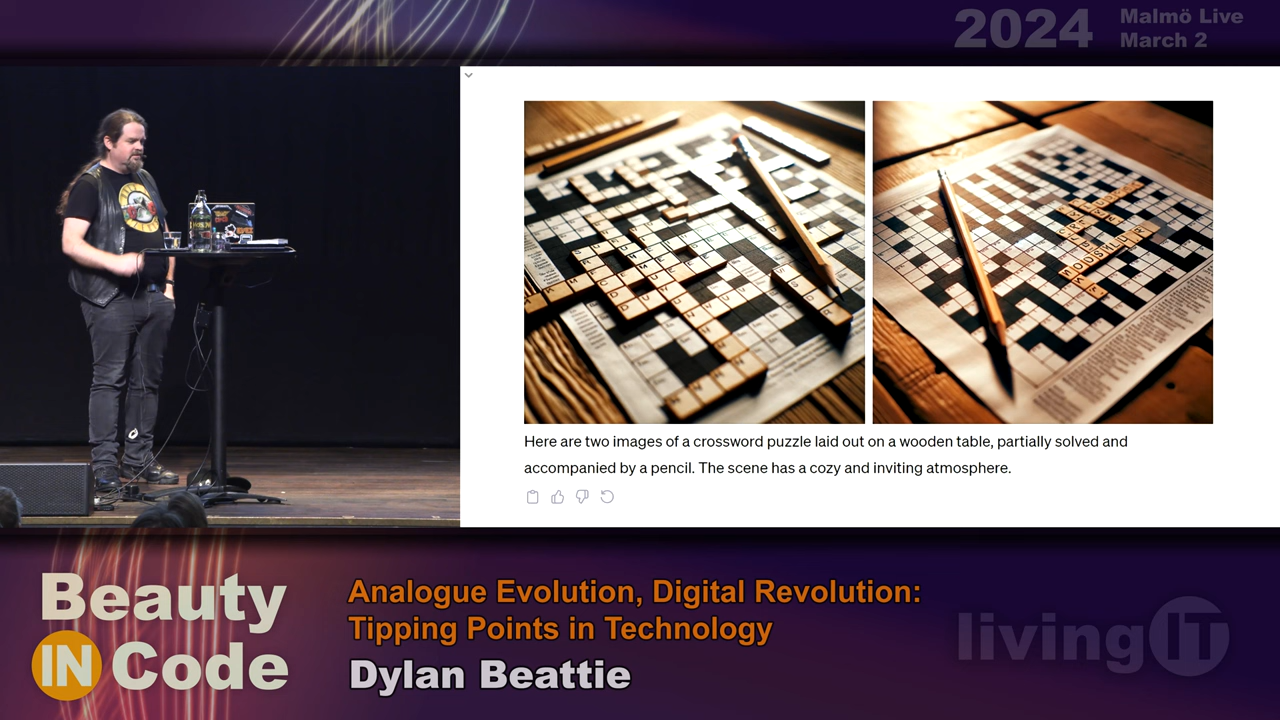 2024
Malmö Live
March 2
Here are two images of a crossword puzzle laid out on a wooden table, partially solved and
accompanied by a pencil. The scene has a cozy and inviting atmosphere.
Beauty
IN Code
Analogue Evolution, Digital Revolution:
Tipping Points in Technology
Dylan Beattie
livingIT